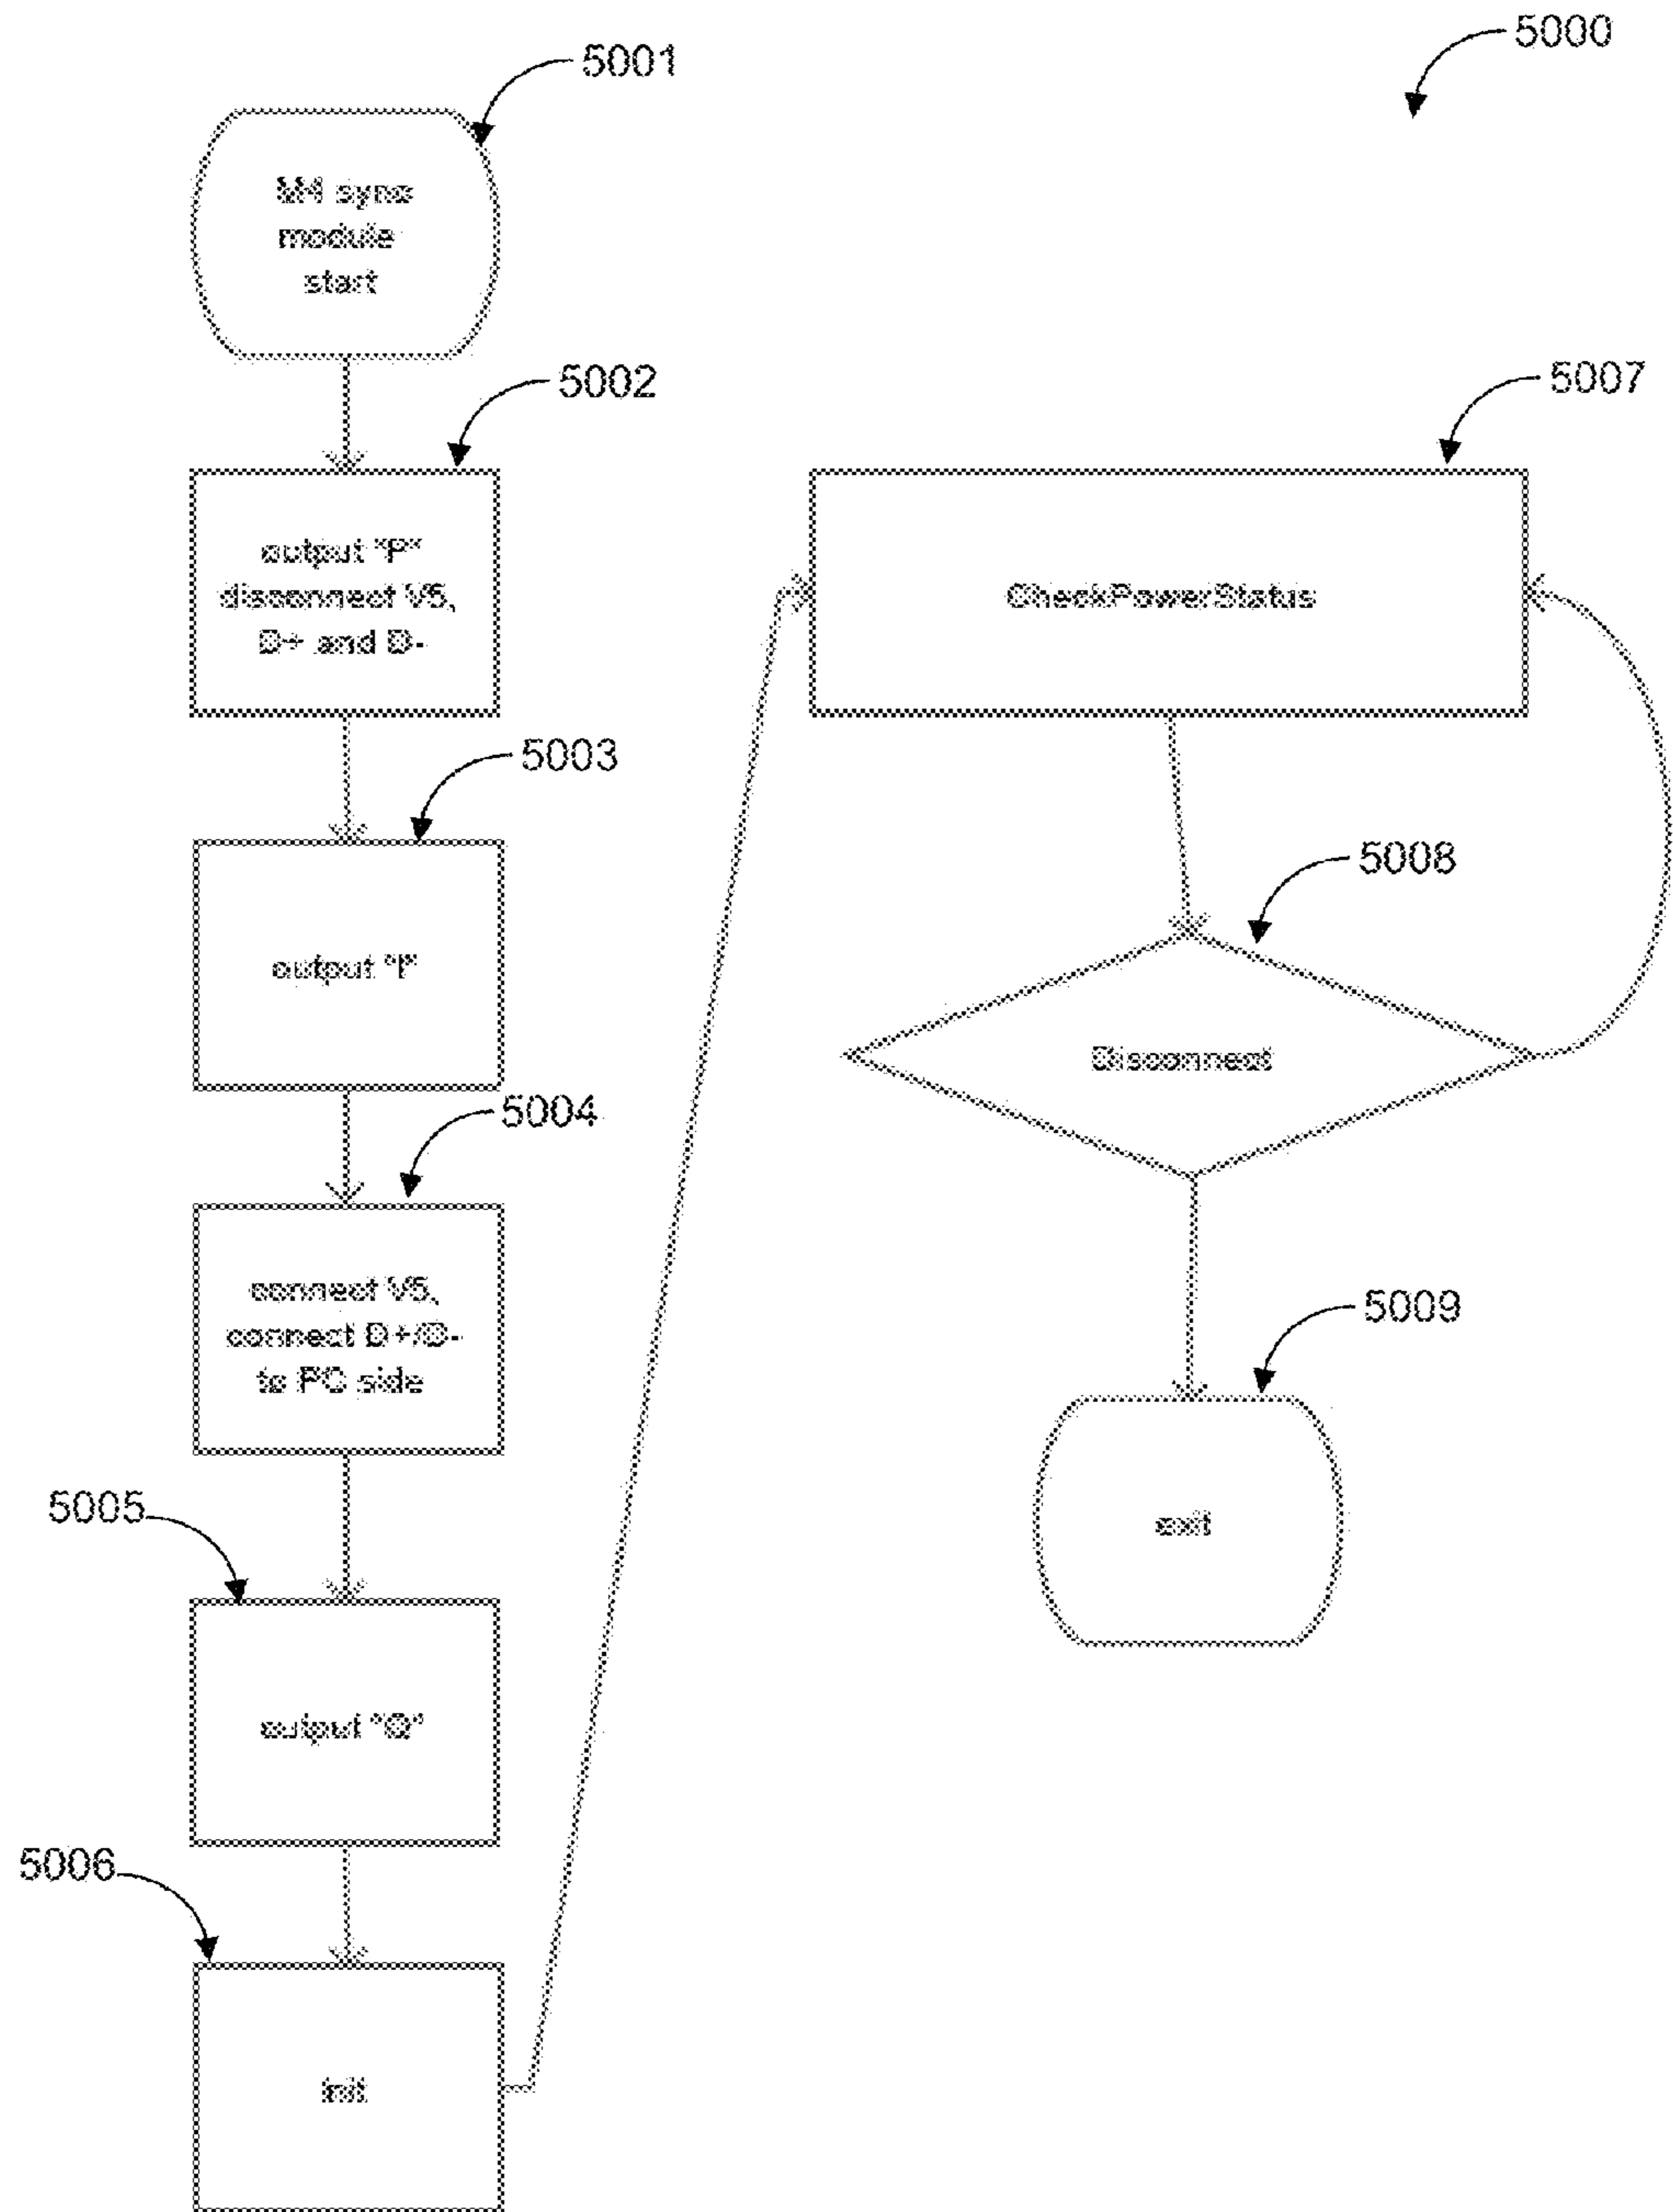 5000
5001
M4 sync
module
start
5002
output "P"
disconnect V5,
D+ and D-
5003
output "I"
5004
connect V5,
connect D+/D-
to PC side
5005
output "Q"
5006
Init
5007
CheckPowerStatus
5008
Disconnect
5009
exit